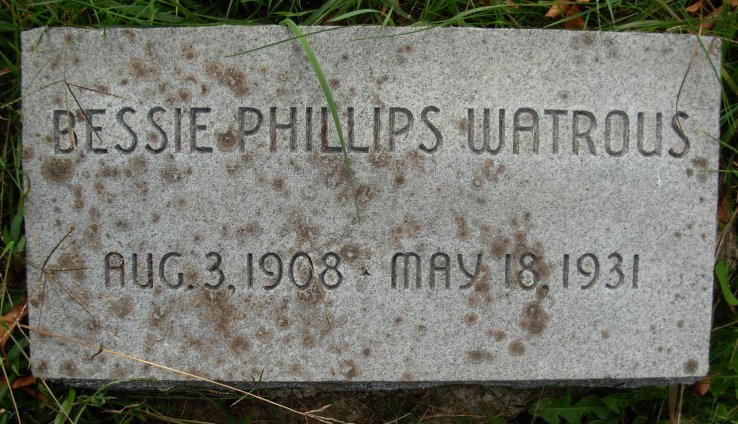 BESSIE PHILLIPS WATROUS
AUG. 3, 1908 · MAY 18, 1931